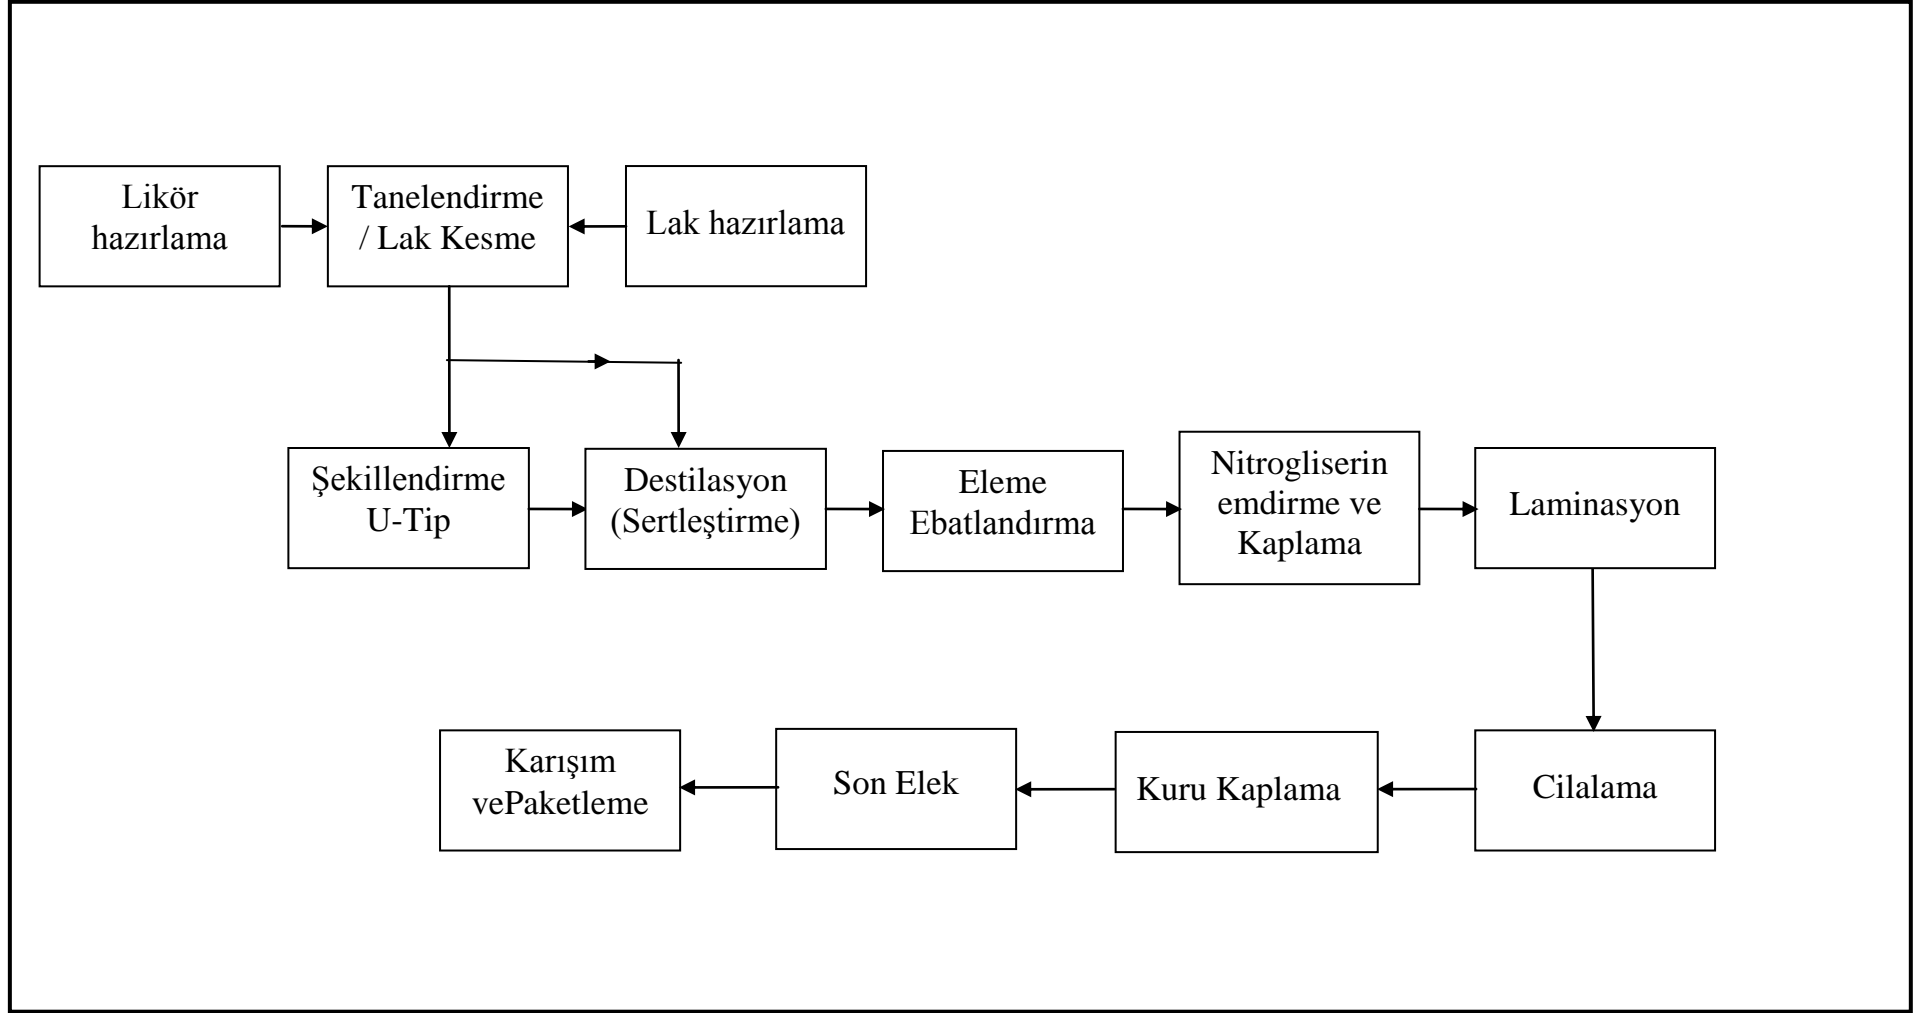 Likör
hazırlama
Tanelendirme
/ Lak Kesme
Lak hazırlama
Şekillendirme
U-Tip
Destilasyon
(Sertleştirme)
Eleme
Ebatlandırma
Nitrogliserin
emdirme ve
Kaplama
Laminasyon
Karışım
vePaketleme
Son Elek
Kuru Kaplama
Cilalama